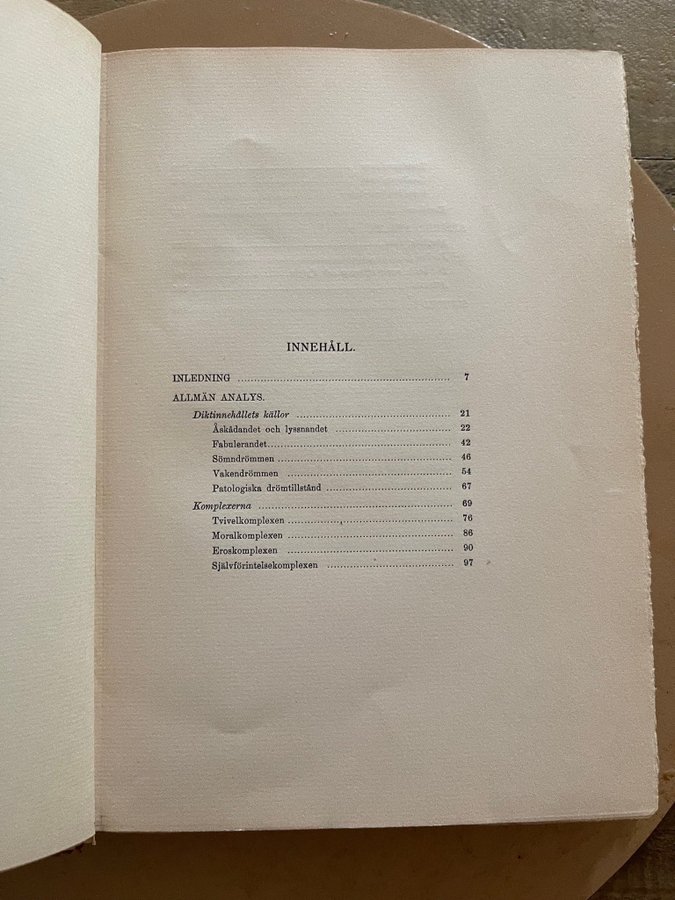 INNEHÅLL.
INLEDNING 7
ALLMÄN ANALYS.
Diktinnehållets källor 21
Åskådandet och lyssnandet 22
Fabulerandet 42
Sömndrömmen 46
Vakendrömmen 54
Patologiska drömtillstånd 67
Komplexerna 69
Tvivelkomplexen 76
Moralkomplexen 86
Eroskomplexen 90
Självförintelsekomplexen 97